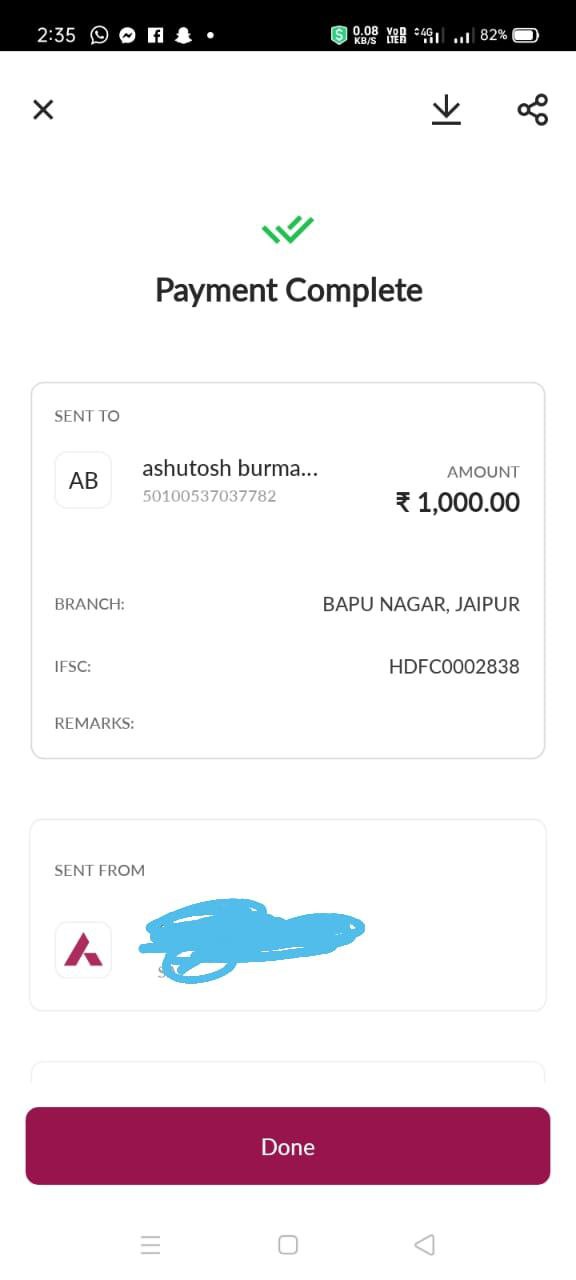 2:35 0.08 KB/S VoD LTE 4G 82%
Payment Complete
SENT TO
AB
ashutosh burma...
50100537037782
AMOUNT
₹ 1,000.00
BRANCH: BAPU NAGAR, JAIPUR
IFSC: HDFC0002838
REMARKS:
SENT FROM
Done